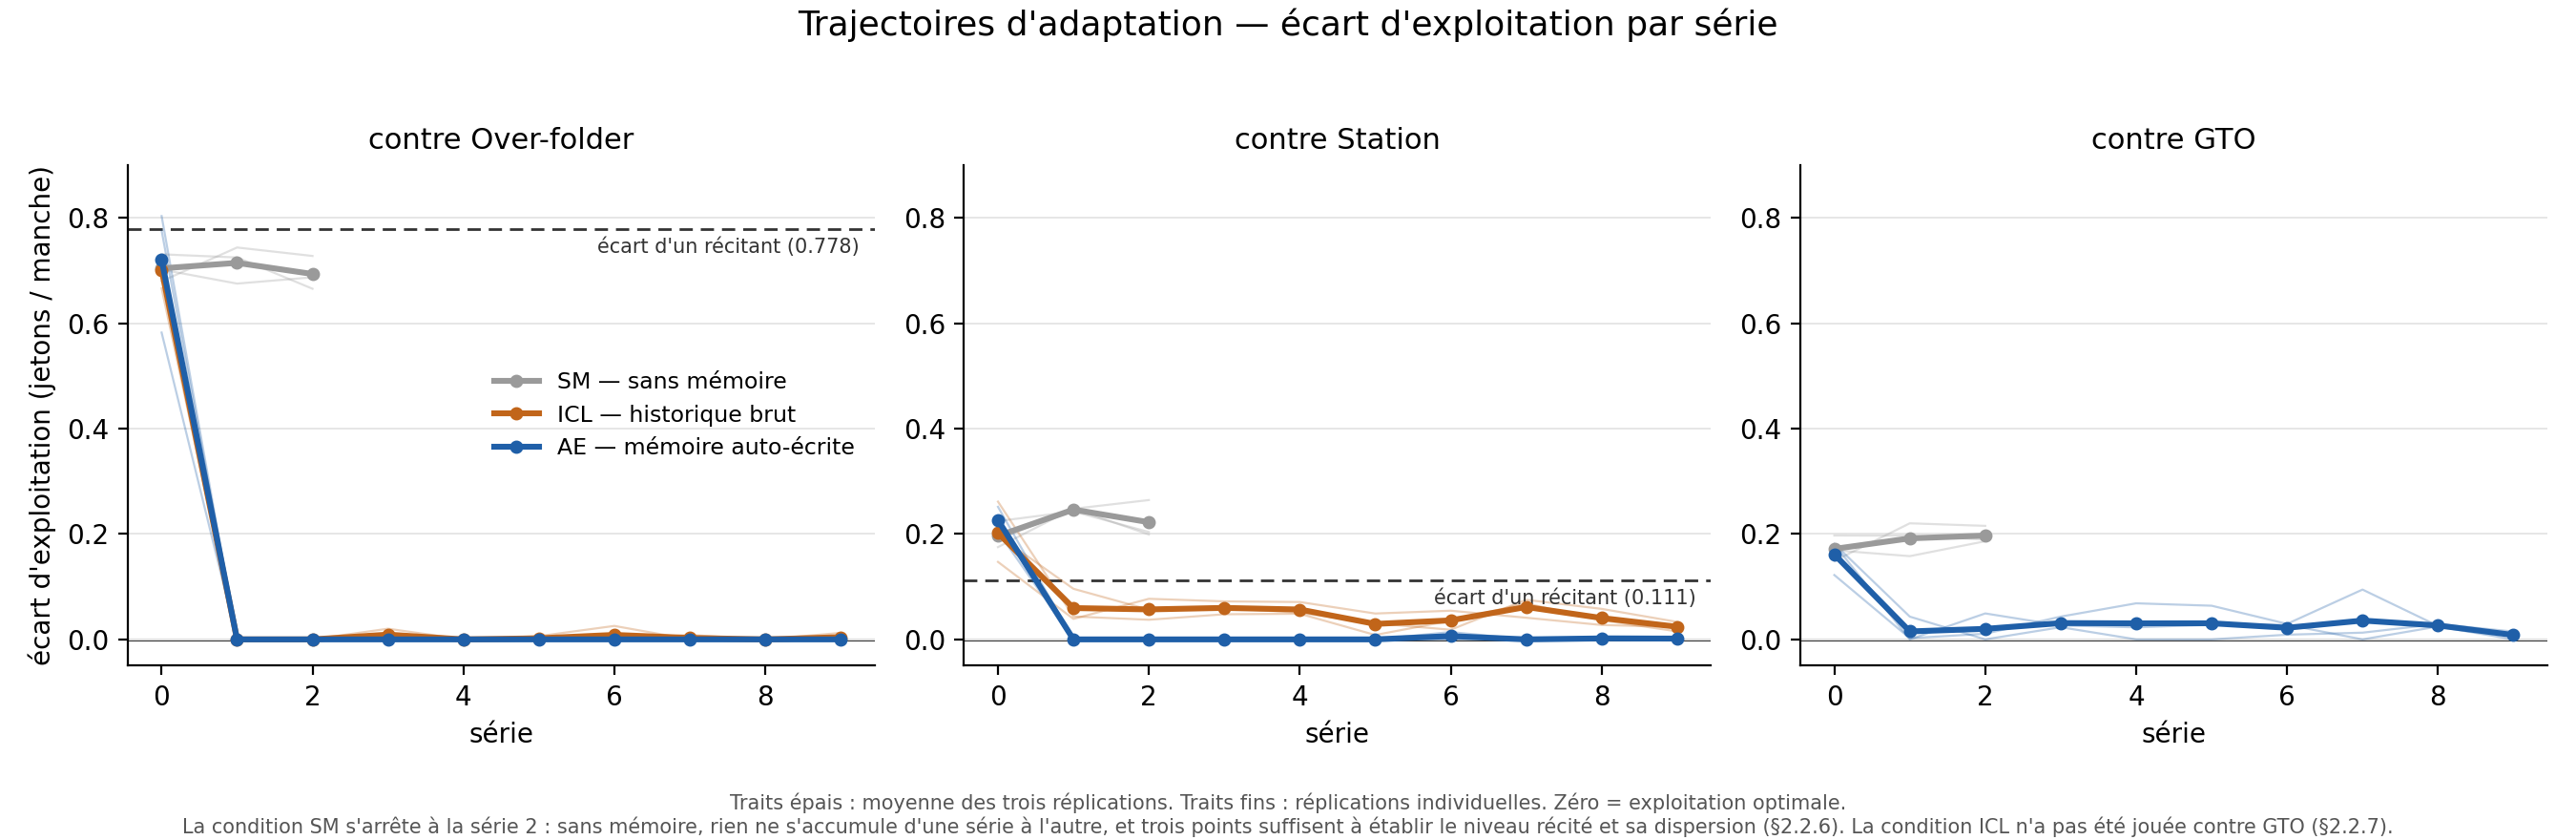 Trajectoires d'adaptation — écart d'exploitation par série
contre Over-folder
contre Station
contre GTO
écart d'exploitation (jetons / manche)
0.8
0.6
0.4
0.2
0.0
écart d'un récitant (0.778)
SM — sans mémoire
ICL — historique brut
AE — mémoire auto-écrite
0 2 4 6 8
série
0.8
0.6
0.4
0.2
0.0
écart d'un récitant (0.111)
0 2 4 6 8
série
0.8
0.6
0.4
0.2
0.0
0 2 4 6 8
série
Traits épais : moyenne des trois réplications. Traits fins : réplications individuelles. Zéro = exploitation optimale.
La condition SM s'arrête à la série 2 : sans mémoire, rien ne s'accumule d'une série à l'autre, et trois points suffisent à établir le niveau récité et sa dispersion (§2.2.6). La condition ICL n'a pas été jouée contre GTO (§2.2.7).